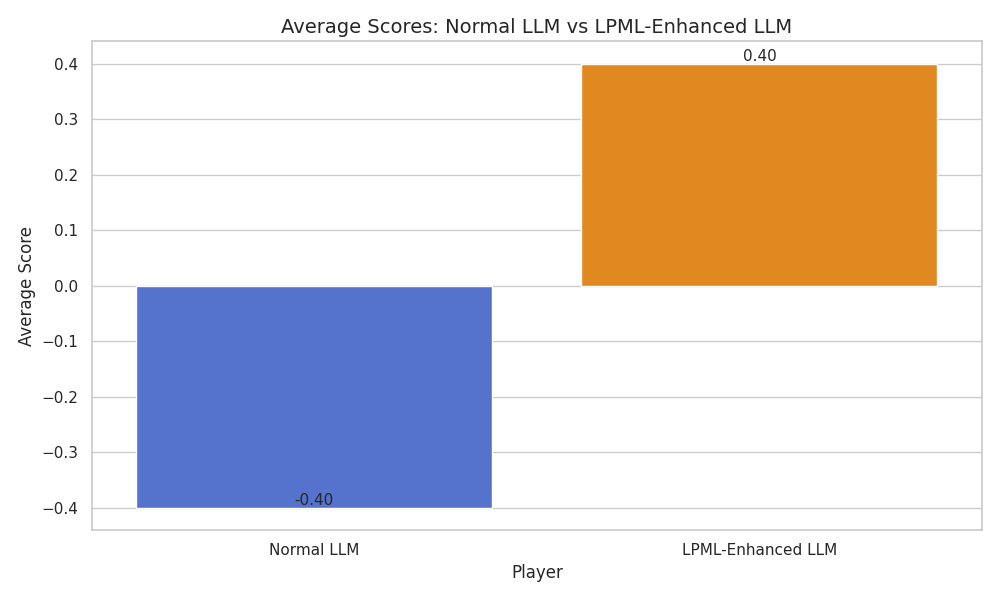 Average Scores: Normal LLM vs LPML-Enhanced LLM
0.40
0.4
0.3
0.2
0.1
0.0
−0.1
−0.2
−0.3
−0.4
-0.40
Average Score
Normal LLM
LPML-Enhanced LLM
Player